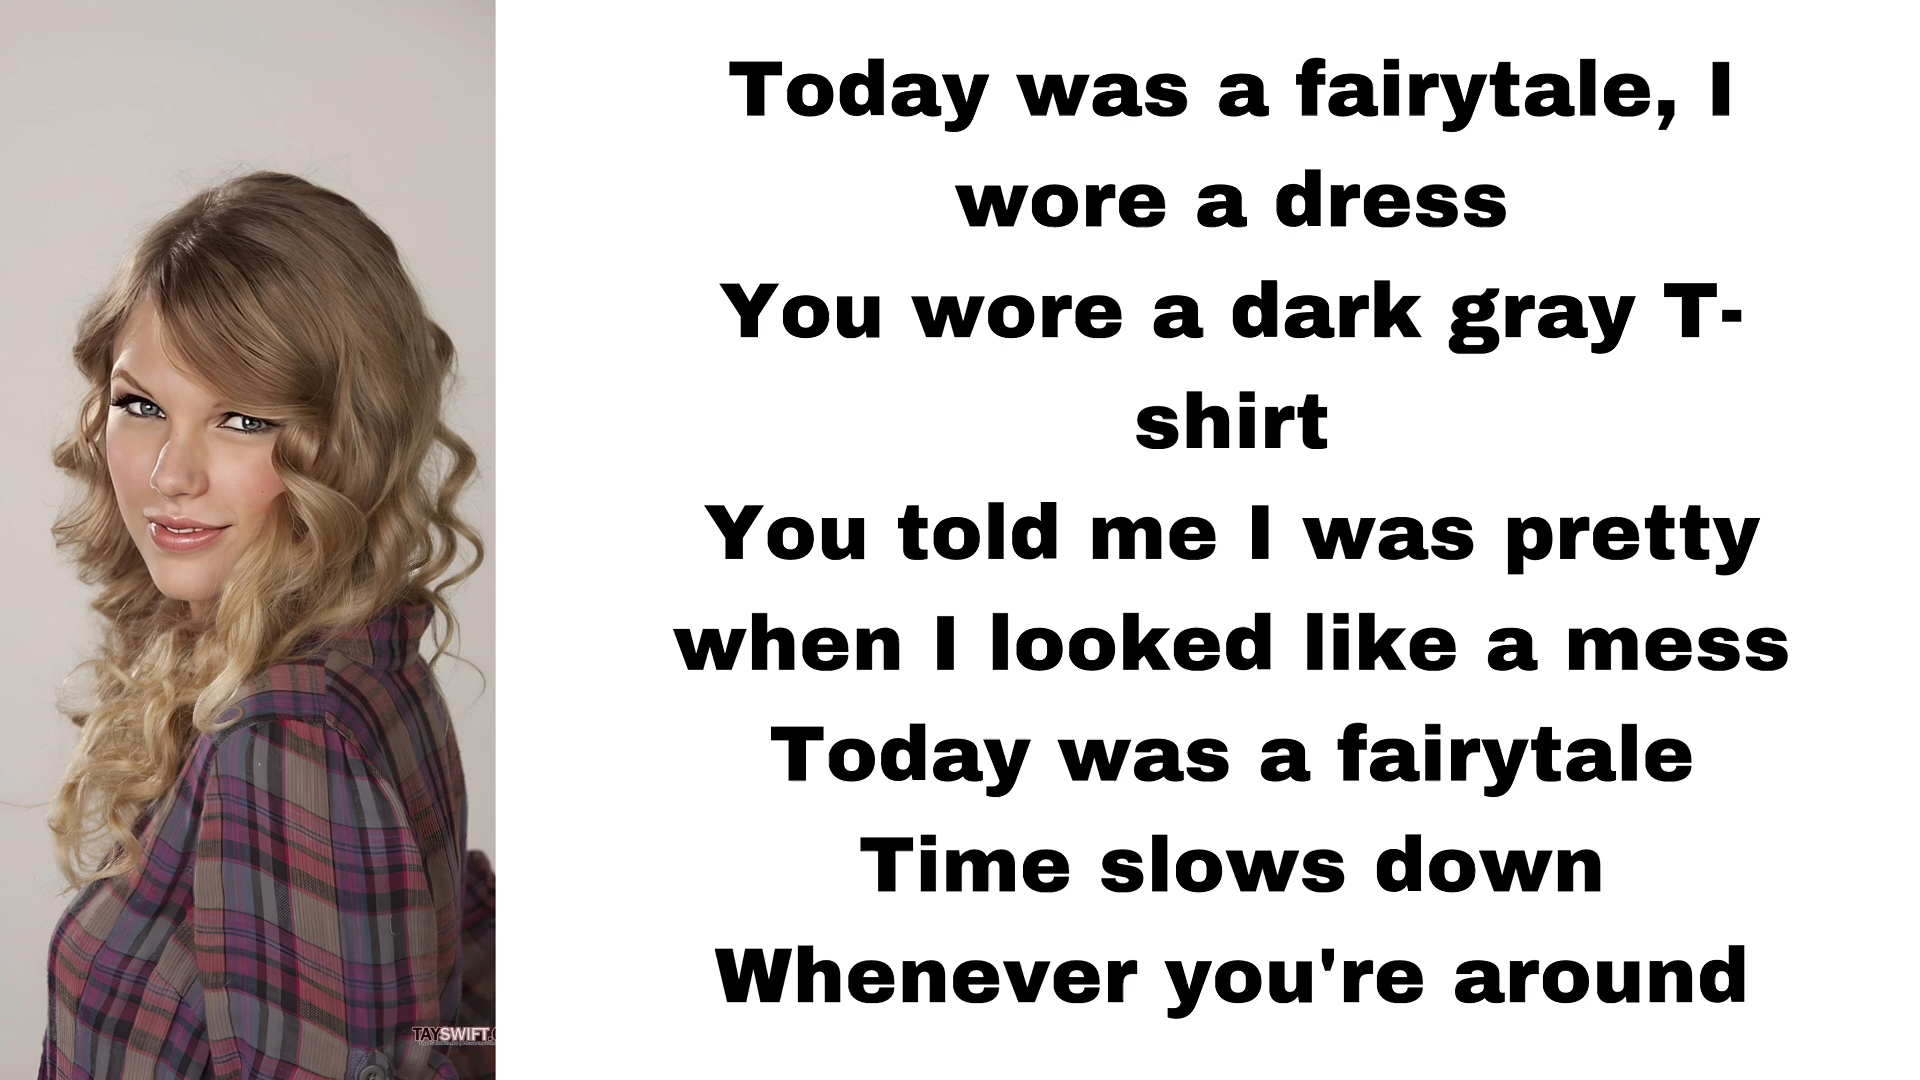 Today was a fairytale, I
wore a dress
You wore a dark gray T-
shirt
You told me I was pretty
when I looked like a mess
Today was a fairytale
Time slows down
Whenever you're around
TAYSWIFT.